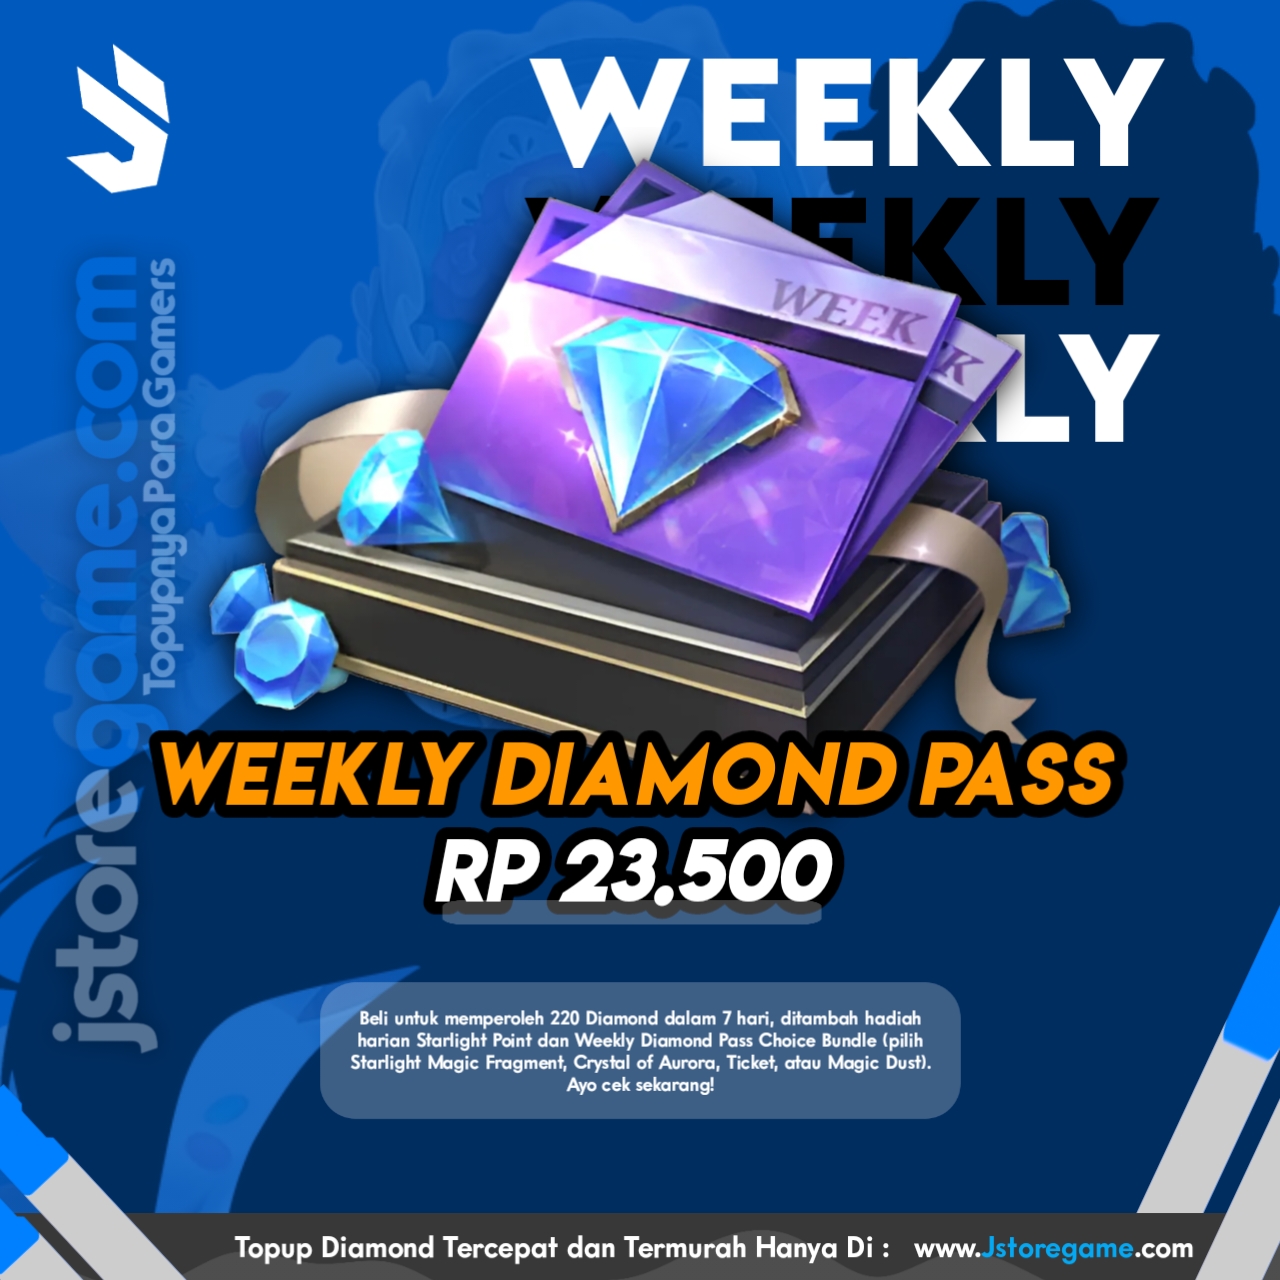 WEEKLY
WEEKLY
LY
WEEK
K
jstoregame.com
Topupnya Para Gamers
WEEKLY DIAMOND PASS
RP 23.500
Beli untuk memperoleh 220 Diamond dalam 7 hari, ditambah hadiah
harian Starlight Point dan Weekly Diamond Pass Choice Bundle (pilih
Starlight Magic Fragment, Crystal of Aurora, Ticket, atau Magic Dust).
Ayo cek sekarang!
Topup Diamond Tercepat dan Termurah Hanya Di : www.Jstoregame.com